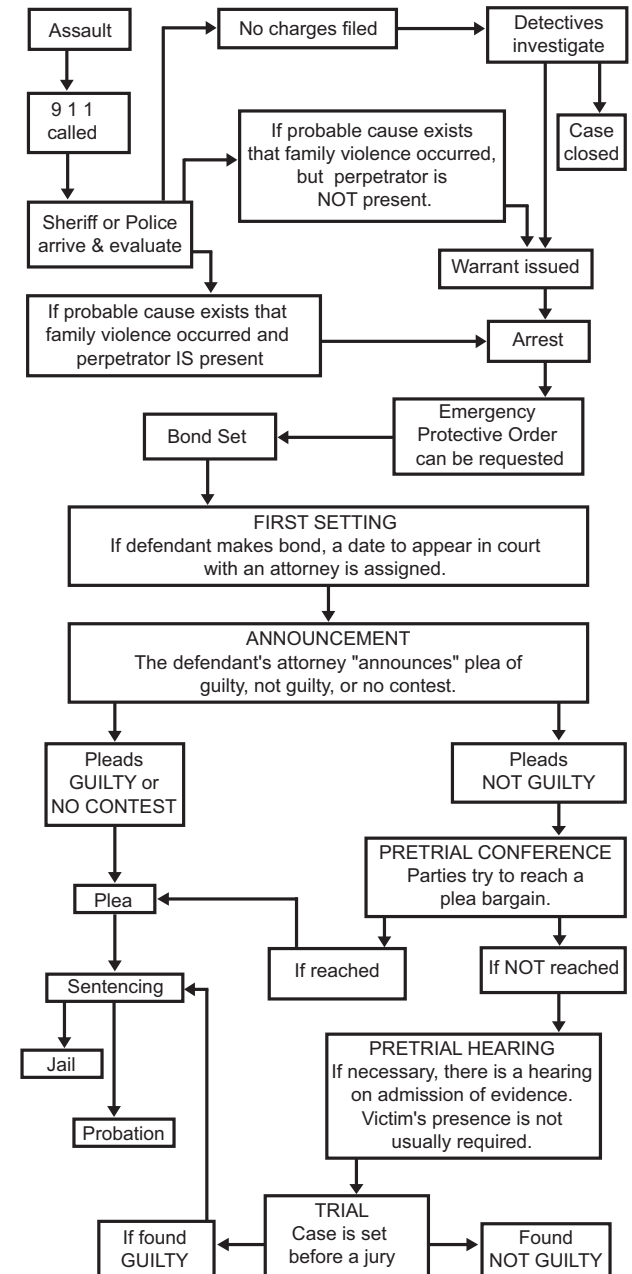 Assault
No charges filed
Detectives
investigate
9 1 1
called
If probable cause exists
that family violence occurred,
but perpetrator is
NOT present.
Case
closed
Sheriff or Police
arrive & evaluate
Warrant issued
If probable cause exists that
family violence occurred and
perpetrator IS present
Arrest
Emergency
Protective Order
can be requested
Bond Set
FIRST SETTING
If defendant makes bond, a date to appear in court
with an attorney is assigned.
ANNOUNCEMENT
The defendant's attorney "announces" plea of
guilty, not guilty, or no contest.
Pleads
GUILTY or
NO CONTEST
Pleads
NOT GUILTY
PRETRIAL CONFERENCE
Parties try to reach a
plea bargain.
Plea
If reached
If NOT reached
Sentencing
Jail
Probation
PRETRIAL HEARING
If necessary, there is a hearing
on admission of evidence.
Victim's presence is not
usually required.
TRIAL
Case is set
before a jury
If found
GUILTY
Found
NOT GUILTY